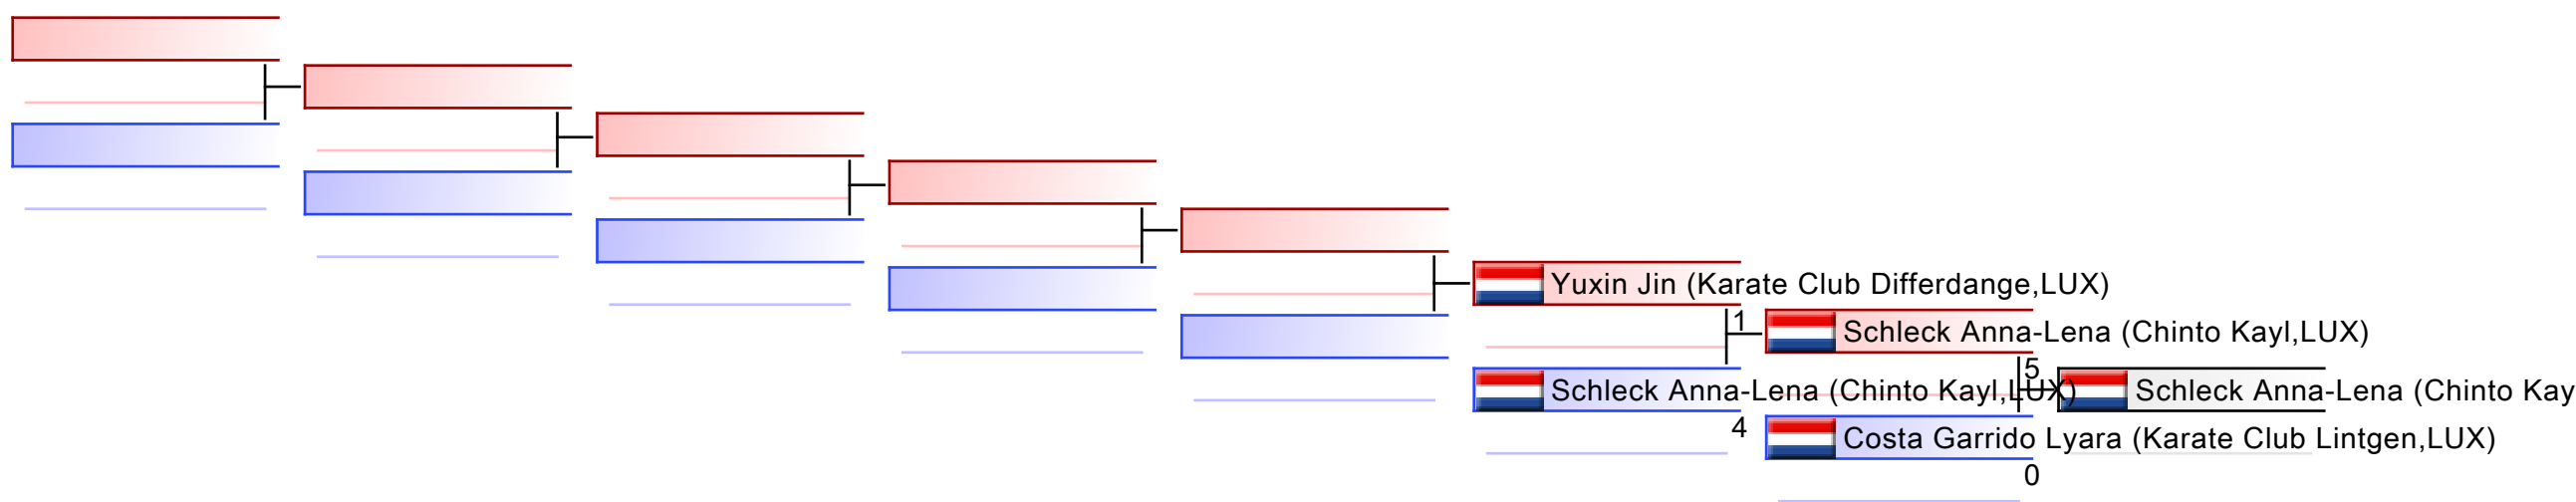 Yuxin Jin (Karate Club Differdange,LUX)
1
Schleck Anna-Lena (Chinto Kayl,LUX)
5
Schleck Anna-Lena (Chinto Kayl,LUX)
Schleck Anna-Lena (Chinto Kay
4
Costa Garrido Lyara (Karate Club Lintgen,LUX)
0